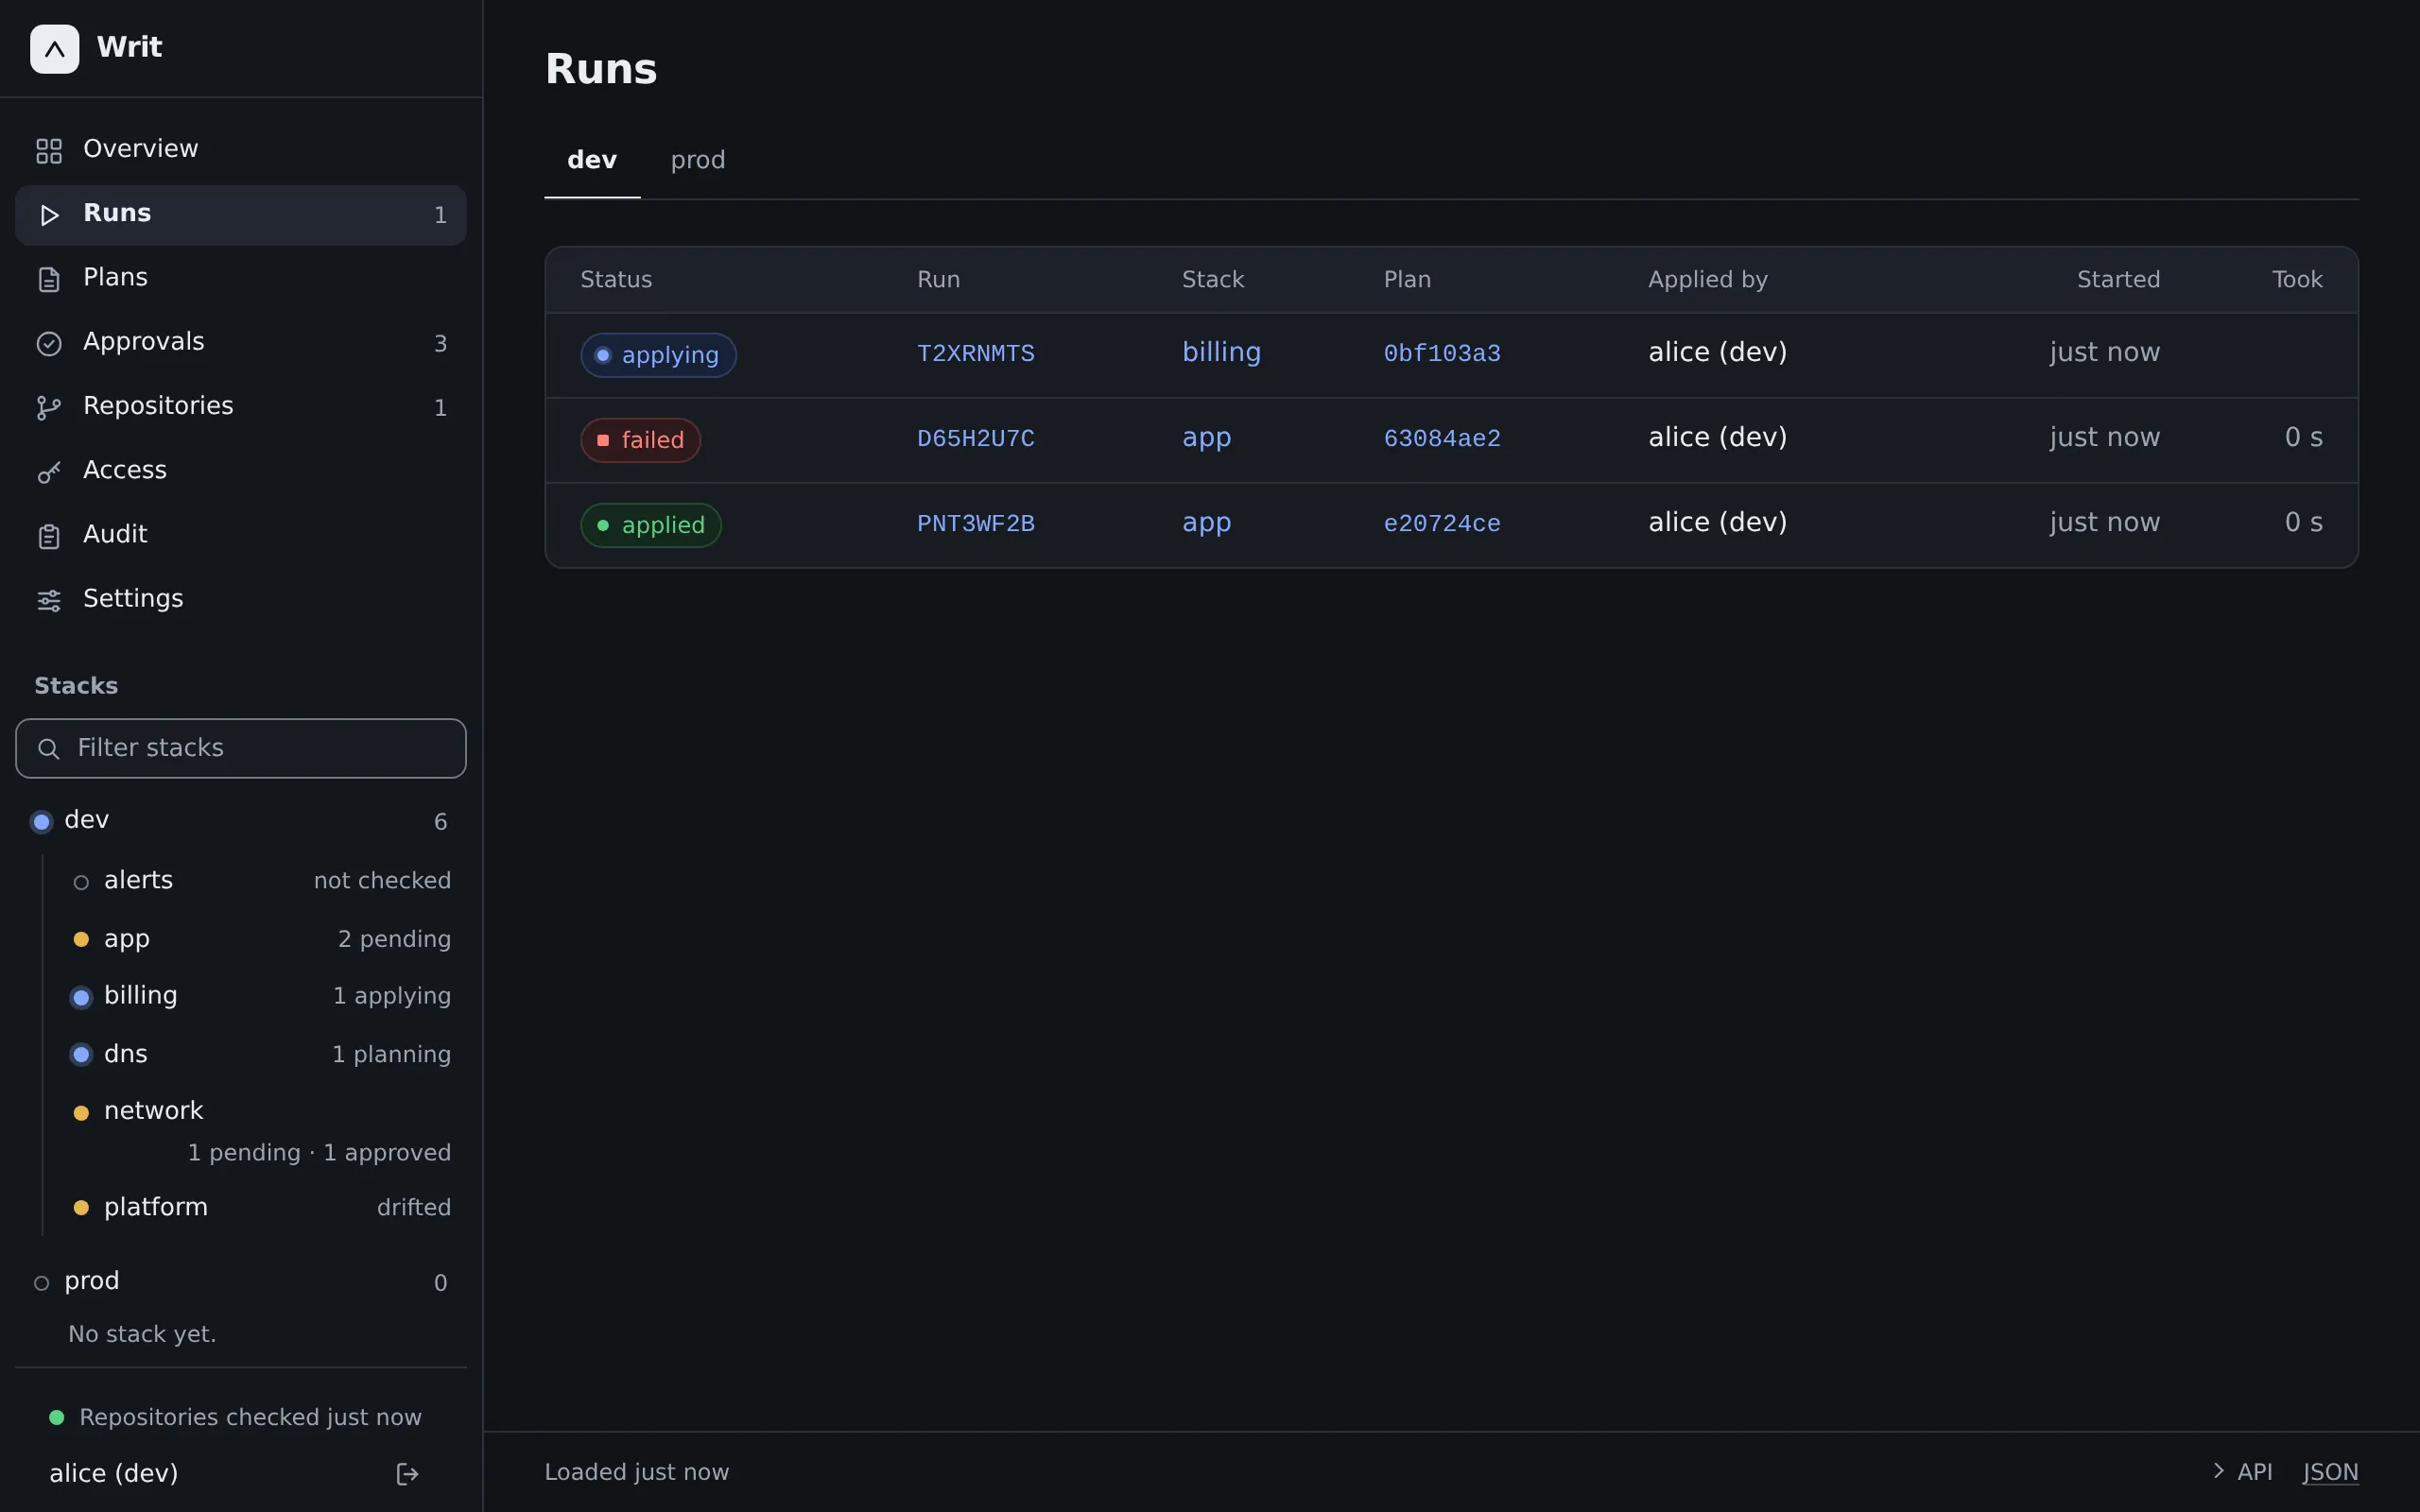 Writ
Overview
Runs 1
Plans
Approvals 3
Repositories 1
Access
Audit
Settings
Stacks
Filter stacks
dev 6
alerts not checked
app 2 pending
billing 1 applying
dns 1 planning
network
1 pending · 1 approved
platform drifted
prod 0
No stack yet.
Repositories checked just now
alice (dev)
Runs
dev prod
Status Run Stack Plan Applied by Started Took
applying T2XRNMTS billing 0bf103a3 alice (dev) just now
failed D65H2U7C app 63084ae2 alice (dev) just now 0 s
applied PNT3WF2B app e20724ce alice (dev) just now 0 s
Loaded just now API JSON